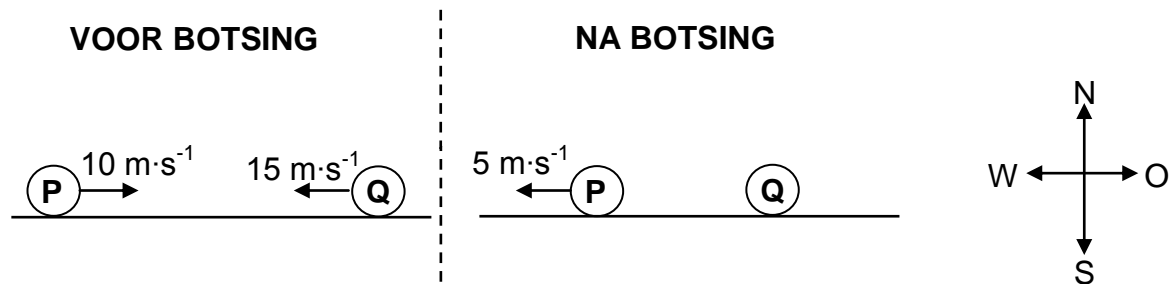 VOOR BOTSING
NA BOTSING
10 m·s⁻¹
15 m·s⁻¹
5 m·s⁻¹
P
Q
P
Q
N
W
O
S